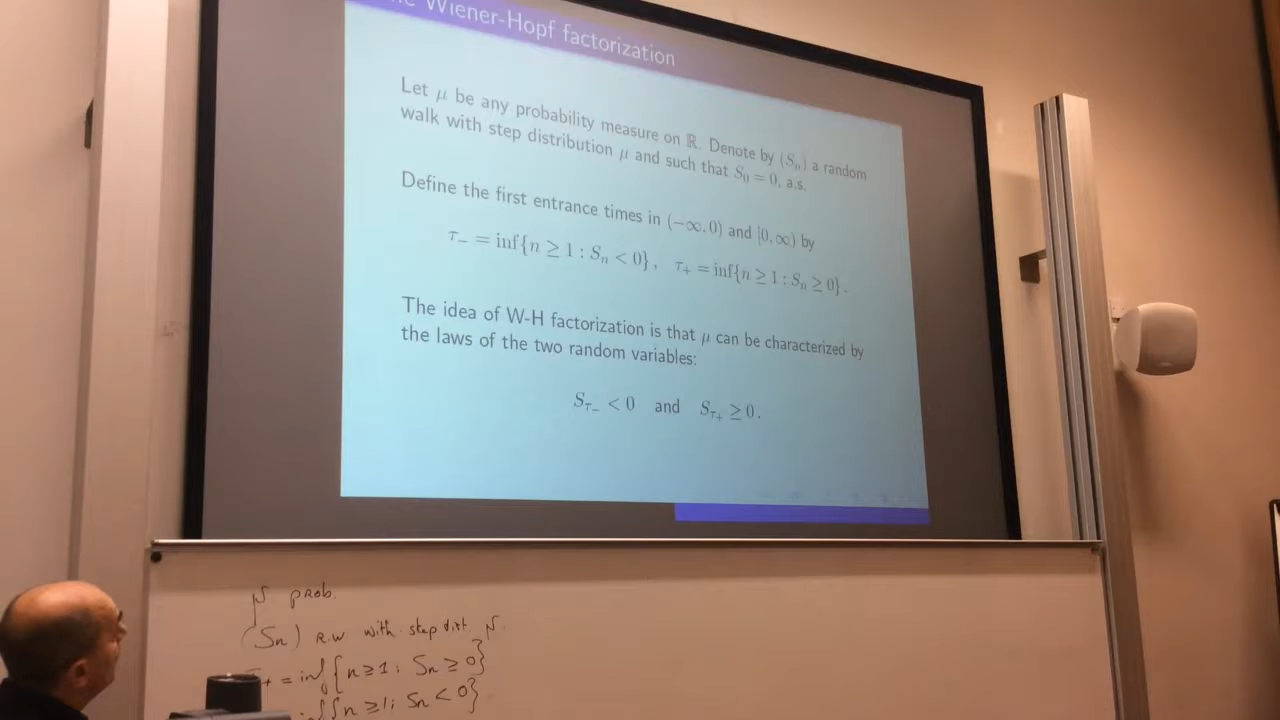 Wiener-Hopf factorization
Let μ be any probability measure on ℝ. Denote by (Sₙ) a random
walk with step distribution μ and such that S₀ = 0, a.s.
Define the first entrance times in (−∞, 0) and [0, ∞) by
τ₋ = inf{n ≥ 1 : Sₙ < 0}, τ₊ = inf{n ≥ 1 : Sₙ ≥ 0}.
The idea of W-H factorization is that μ can be characterized by
the laws of the two random variables:
S_τ₋ < 0 and S_τ₊ ≥ 0.
μ prob.
(Sₙ) R.W with step dist. μ.
₊ = inf{n ≥ 1; Sₙ ≥ 0}
inf{n ≥ 1; Sₙ < 0}